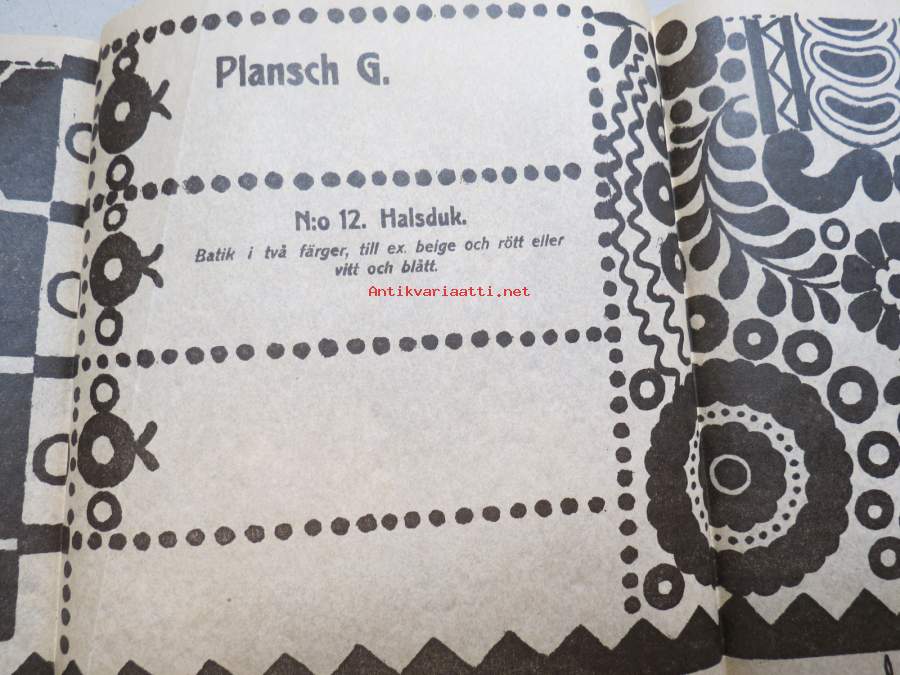 Plansch G.
N:o 12. Halsduk.
Batik i två färger, till ex. beige och rött eller
vitt och blått.
Antikvariaatti.net